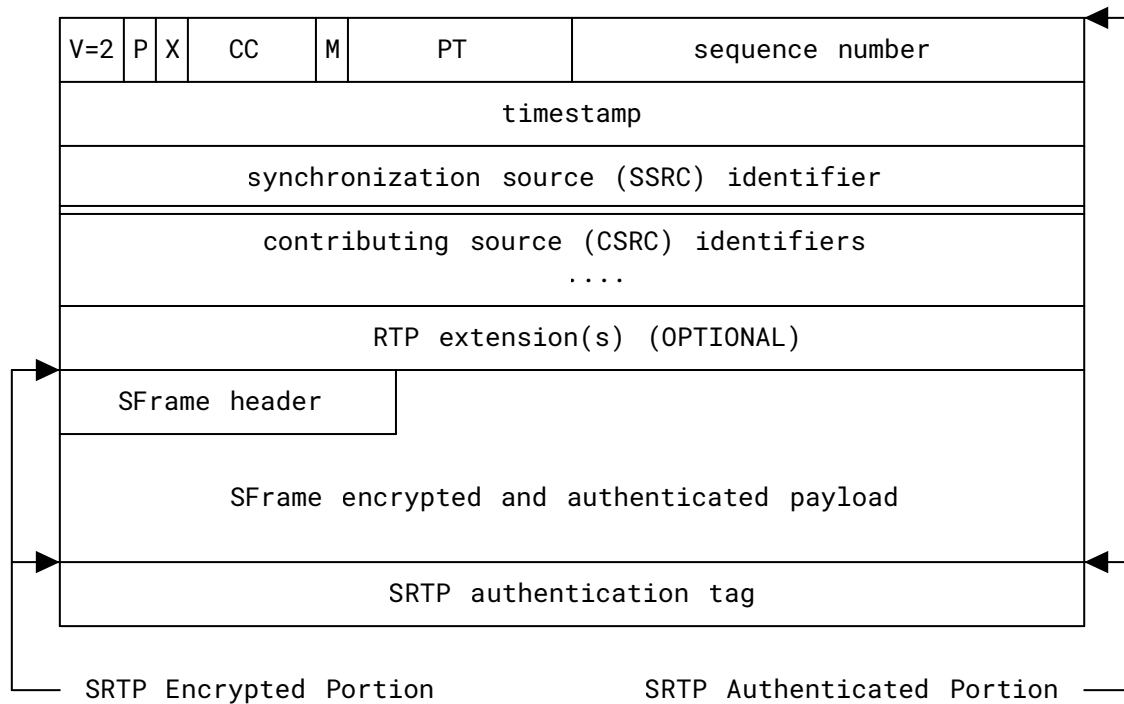 V=2 P X CC M PT sequence number
timestamp
synchronization source (SSRC) identifier
contributing source (CSRC) identifiers
....
RTP extension(s) (OPTIONAL)
SFrame header
SFrame encrypted and authenticated payload
SRTP authentication tag
SRTP Encrypted Portion SRTP Authenticated Portion